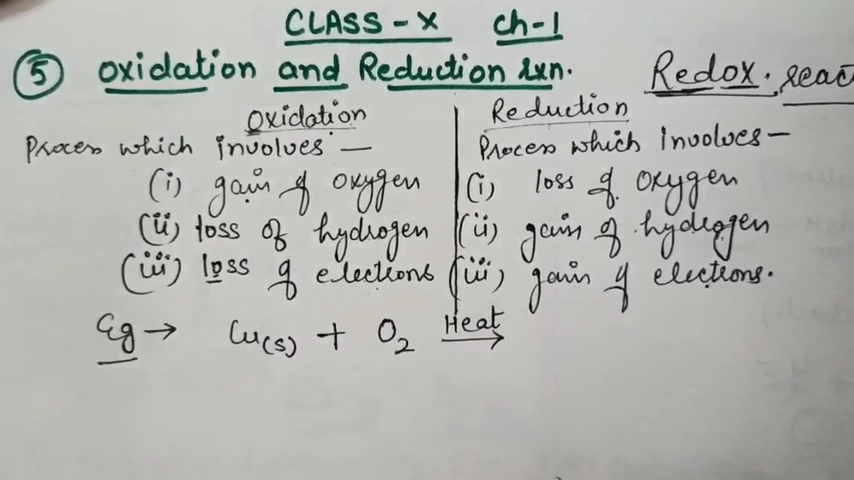 CLASS-X ch-1
⑤ oxidation and Reduction rxn. Redox. reac
Oxidation
Process which involves —
(i) gain of oxygen
(ii) loss of hydrogen
(iii) loss of elections
Reduction
Process which involves —
(i) loss of oxygen
(ii) gain of hydrogen
(iii) gain of elections.
Eg → Cu(s) + O2 Heat →